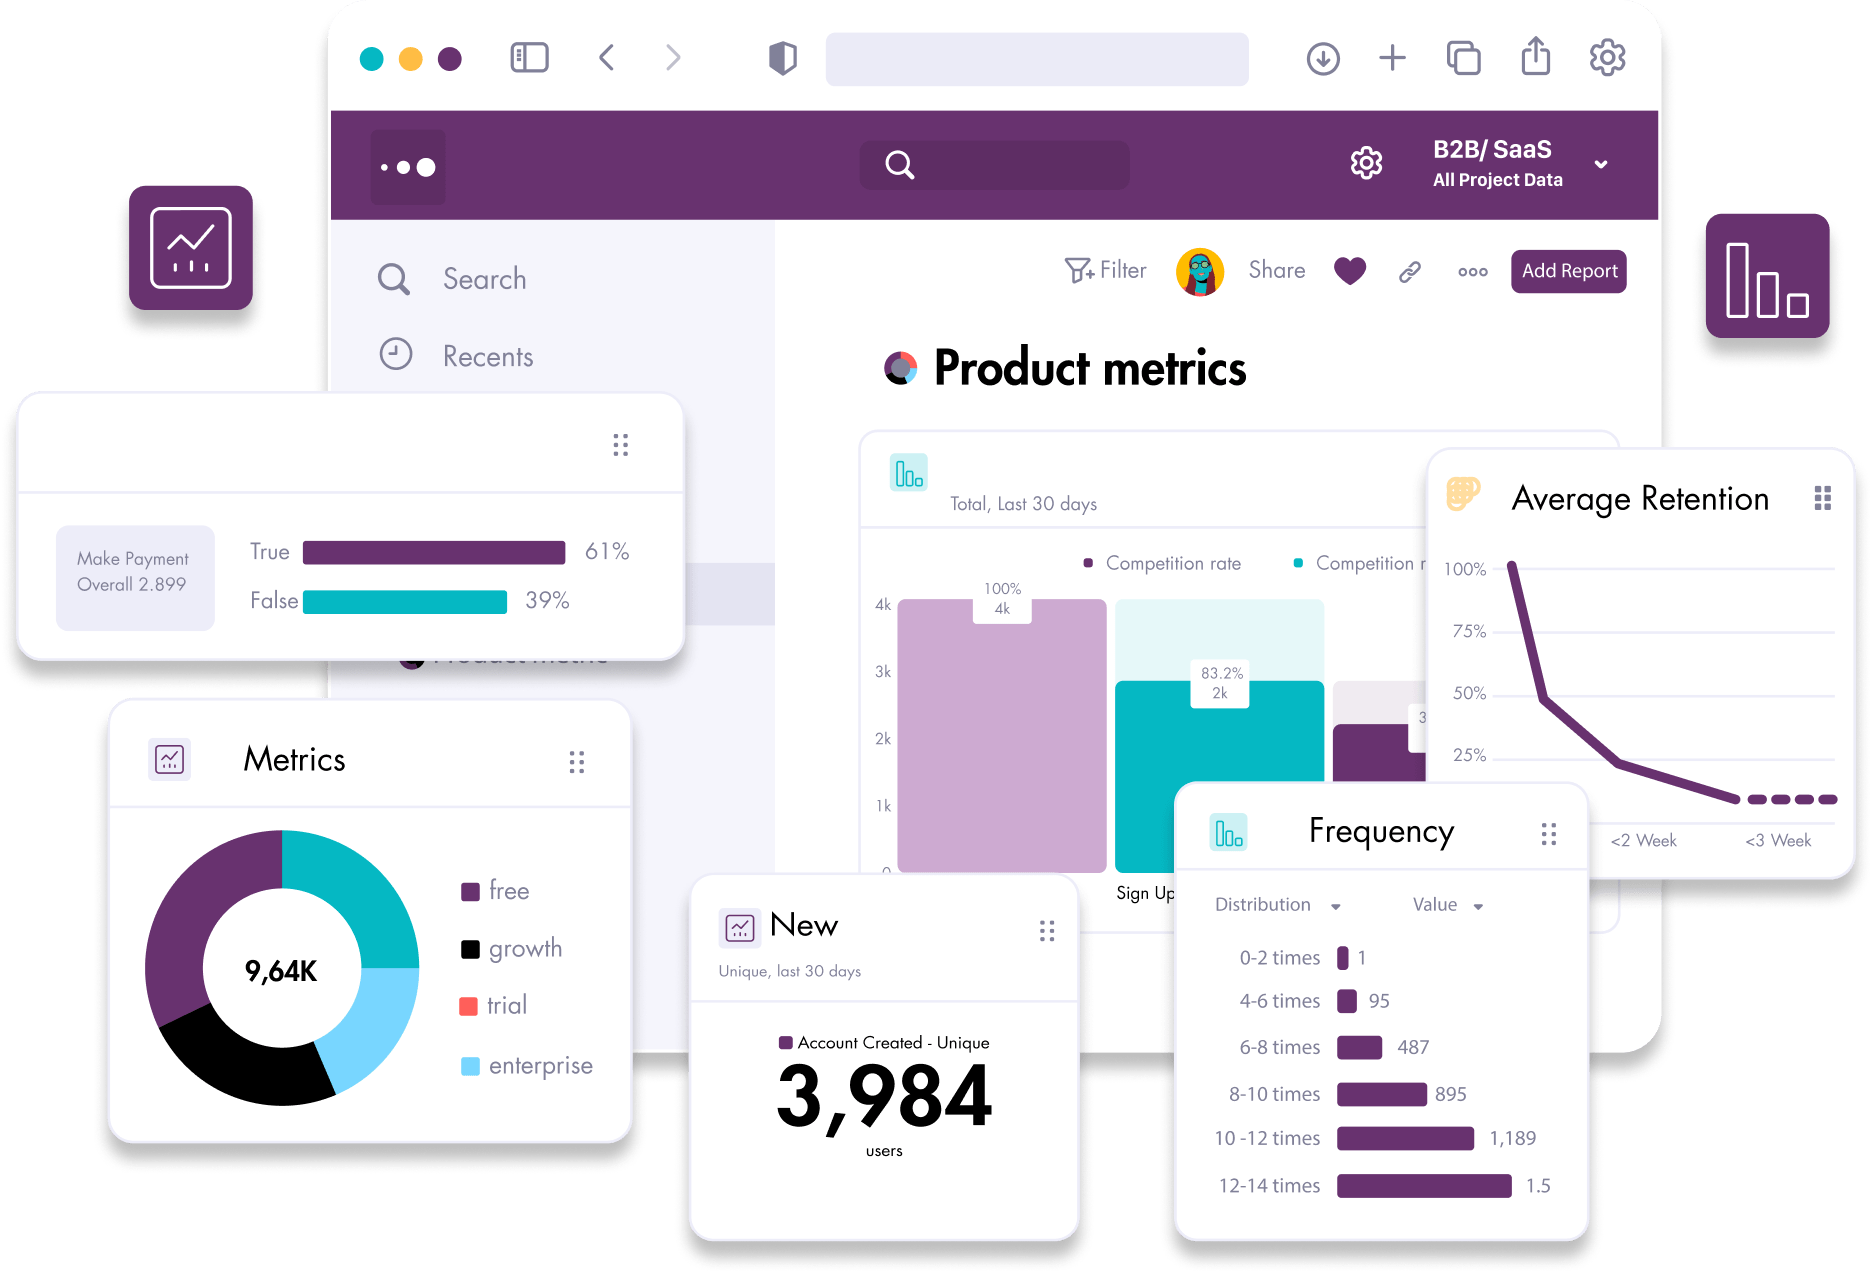 B2B/ SaaS
All Project Data
Filter
Share
Add Report
Search
Recents
Product metrics
Total, Last 30 days
Competition rate
Competition
100%
4k
83.2%
2k
3
4k
3k
2k
1k
0
Sign Up
Make Payment
Overall 2.899
True
61%
False
39%
Product metric
Average Retention
100%
75%
50%
25%
<2 Week
<3 Week
Metrics
9,64K
free
growth
trial
enterprise
New
Unique, last 30 days
Account Created - Unique
3,984
users
Frequency
Distribution
Value
0-2 times 1
4-6 times 95
6-8 times 487
8-10 times 895
10 -12 times 1,189
12-14 times 1.5